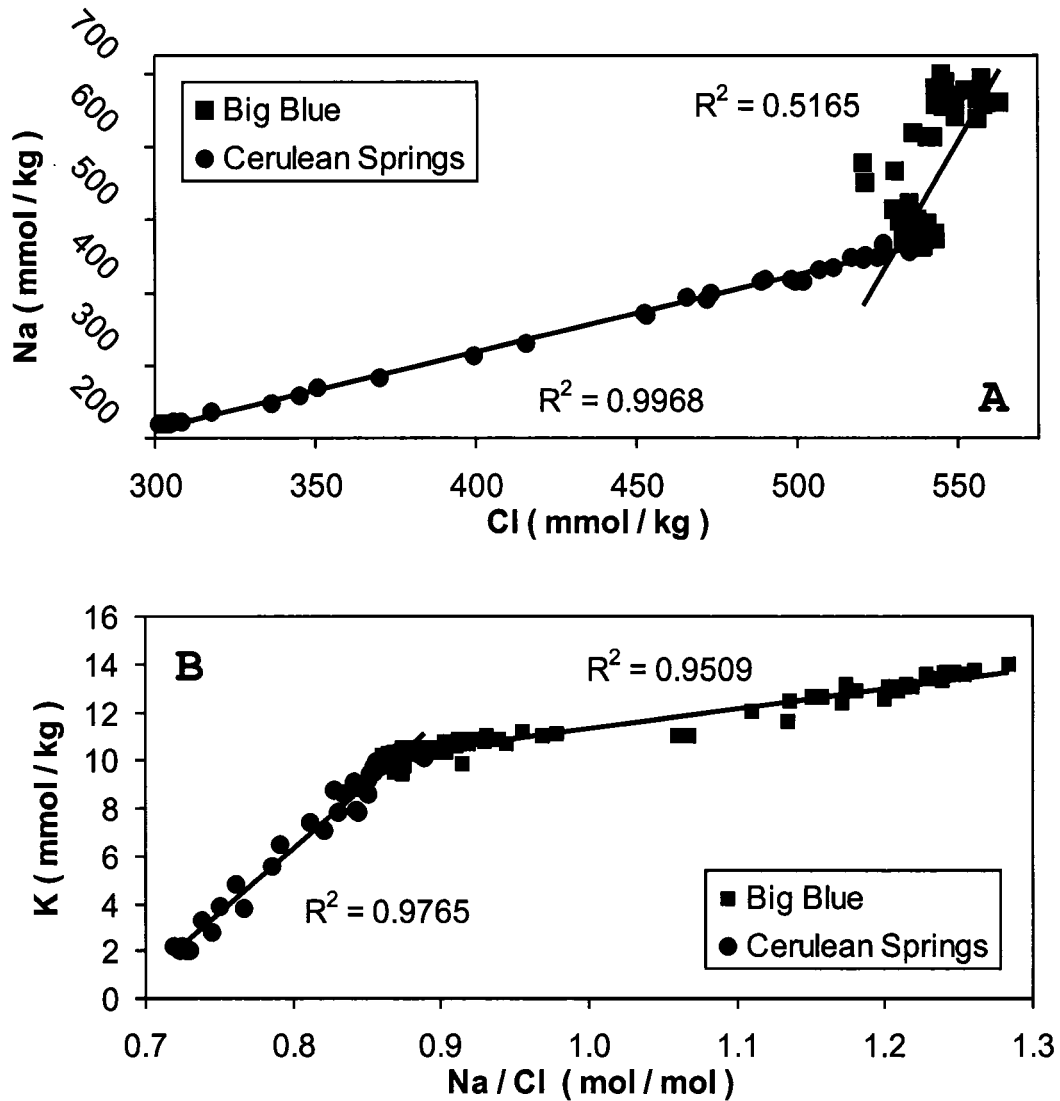 700
600
500
400
300
200
Na ( mmol / kg )
■ Big Blue
● Cerulean Springs
R² = 0.5165
R² = 0.9968
A
300 350 400 450 500 550
Cl ( mmol / kg )
16
14
12
10
8
6
4
2
0
K ( mmol / kg )
B
R² = 0.9509
R² = 0.9765
■ Big Blue
● Cerulean Springs
0.7 0.8 0.9 1.0 1.1 1.2 1.3
Na / Cl ( mol / mol )